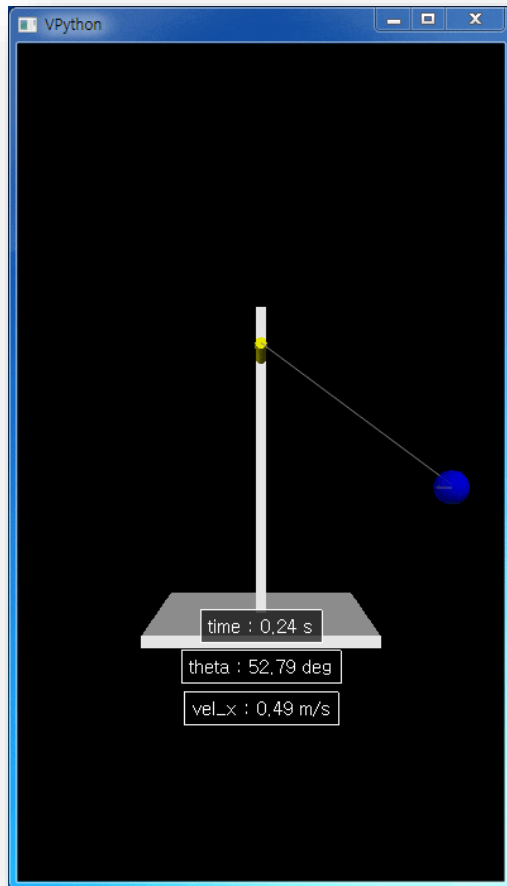 VPython
time : 0.24 s
theta : 52.79 deg
vel_x : 0.49 m/s